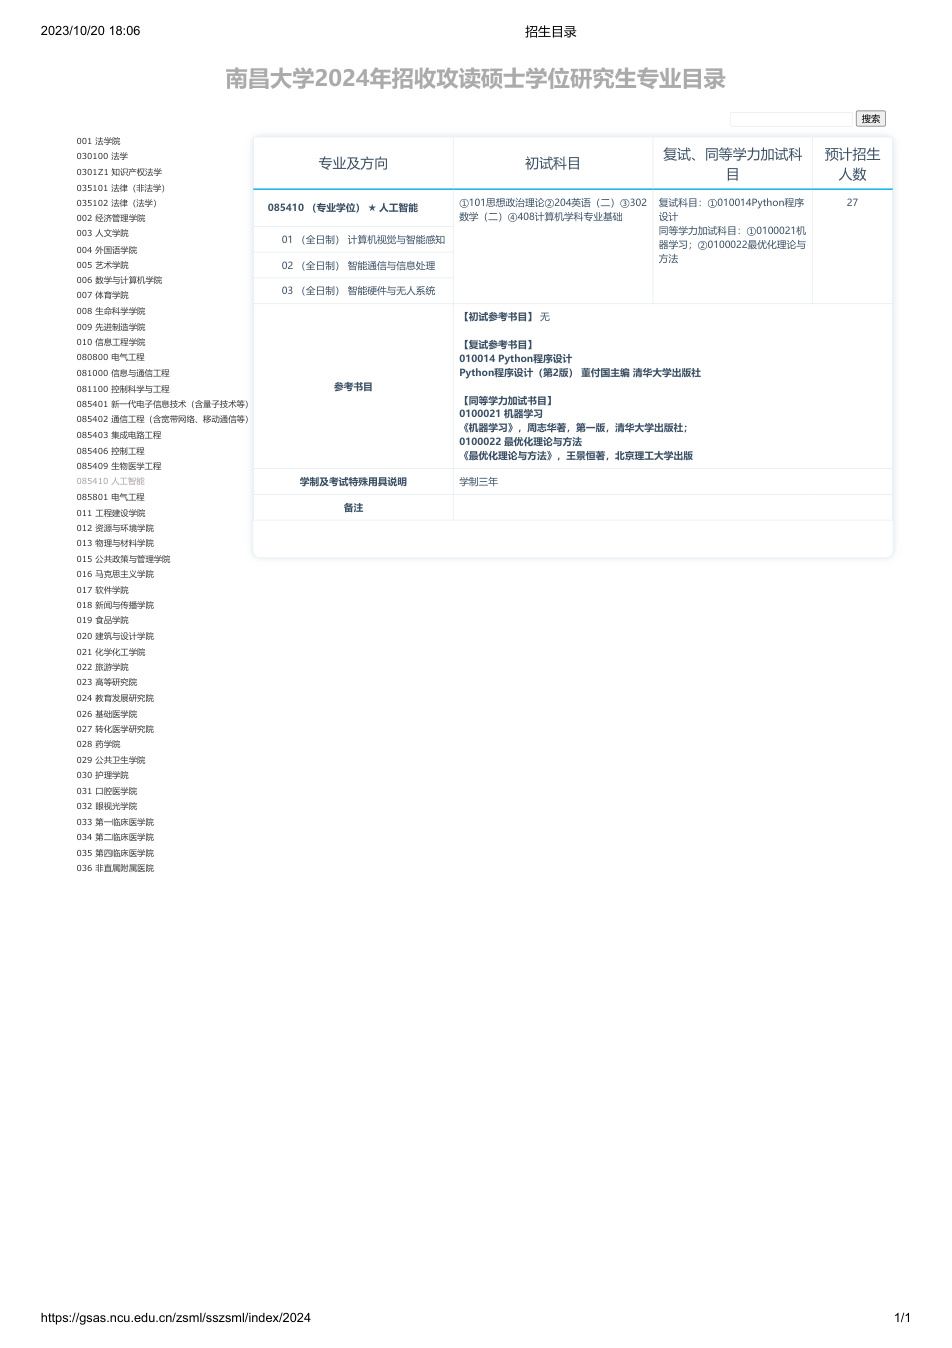 2023/10/20 18:06
招生目录
南昌大学2024年招收攻读硕士学位研究生专业目录
搜索
001 法学院
030100 法学
0301Z1 知识产权法学
035101 法律（非法学）
035102 法律（法学）
002 经济管理学院
003 人文学院
004 外国语学院
005 艺术学院
006 数学与计算机学院
007 体育学院
008 生命科学学院
009 先进制造学院
010 信息工程学院
080800 电气工程
081000 信息与通信工程
081100 控制科学与工程
085401 新一代电子信息技术（含量子技术等）
085402 通信工程（含宽带网络、移动通信等）
085403 集成电路工程
085406 控制工程
085409 生物医学工程
085410 人工智能
085801 电气工程
011 工程建设学院
012 资源与环境学院
013 物理与材料学院
015 公共政策与管理学院
016 马克思主义学院
017 软件学院
018 新闻与传播学院
019 食品学院
020 建筑与设计学院
021 化学化工学院
022 旅游学院
023 高等研究院
024 教育发展研究院
026 基础医学院
027 转化医学研究院
028 药学院
029 公共卫生学院
030 护理学院
031 口腔医学院
032 眼视光学院
033 第一临床医学院
034 第二临床医学院
035 第四临床医学院
036 非直属附属医院
专业及方向
初试科目
复试、同等学力加试科
目
预计招生
人数
085410 （专业学位） ★ 人工智能
01 （全日制） 计算机视觉与智能感知
02 （全日制） 智能通信与信息处理
03 （全日制） 智能硬件与无人系统
①101思想政治理论②204英语（二）③302
数学（二）④408计算机学科专业基础
复试科目：①010014Python程序
设计
同等学力加试科目：①0100021机
器学习；②0100022最优化理论与
方法
27
参考书目
【初试参考书目】 无
【复试参考书目】
010014 Python程序设计
Python程序设计（第2版） 董付国主编 清华大学出版社
【同等学力加试书目】
0100021 机器学习
《机器学习》，周志华著，第一版，清华大学出版社；
0100022 最优化理论与方法
《最优化理论与方法》，王景恒著，北京理工大学出版
学制及考试特殊用具说明
学制三年
备注
https://gsas.ncu.edu.cn/zsml/sszsml/index/2024
1/1